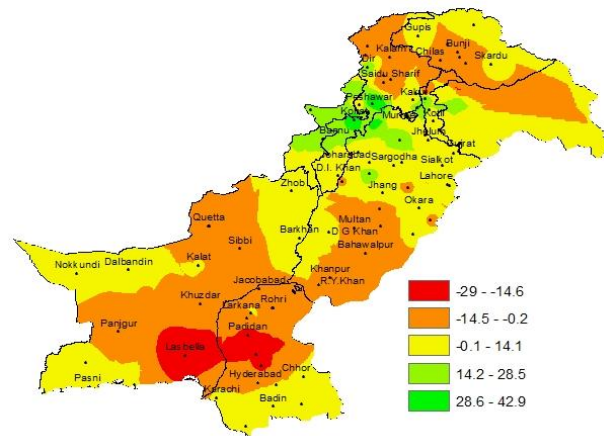 Gupis
Kalam
Chilas
Bunji
Skardu
Dir
Saidu Sharif
Peshawar
Kakul
Kotli
Bannu
Jhelum
Gujrat
D.I. Khan
Sargodha
Sialkot
Lahore
Zhob
Jhang
Okara
Quetta
Multan
D G Khan
Barkhan
Bahawalpur
Sibbi
Nokkundi
Dalbandin
Kalat
Khanpur
R.Y.Khan
Jacobabad
Larkana
Rohri
Khuzdar
Panjgur
Padidan
Lasbella
Hyderabad
Chhor
Pasni
Karachi
Badin
-29 - -14.6
-14.5 - -0.2
-0.1 - 14.1
14.2 - 28.5
28.6 - 42.9